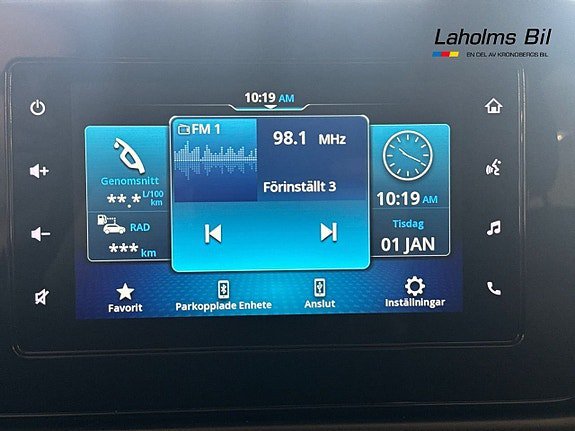 Laholms Bil
EN DEL AV KRONOBERGS BIL
10:19 AM
FM 1
98.1 MHz
Förinställt 3
Genomsnitt
**.* L/100 km
RAD
*** km
10:19 AM
Tisdag
01 JAN
Favorit
Parkopplade Enhete
Anslut
Inställningar